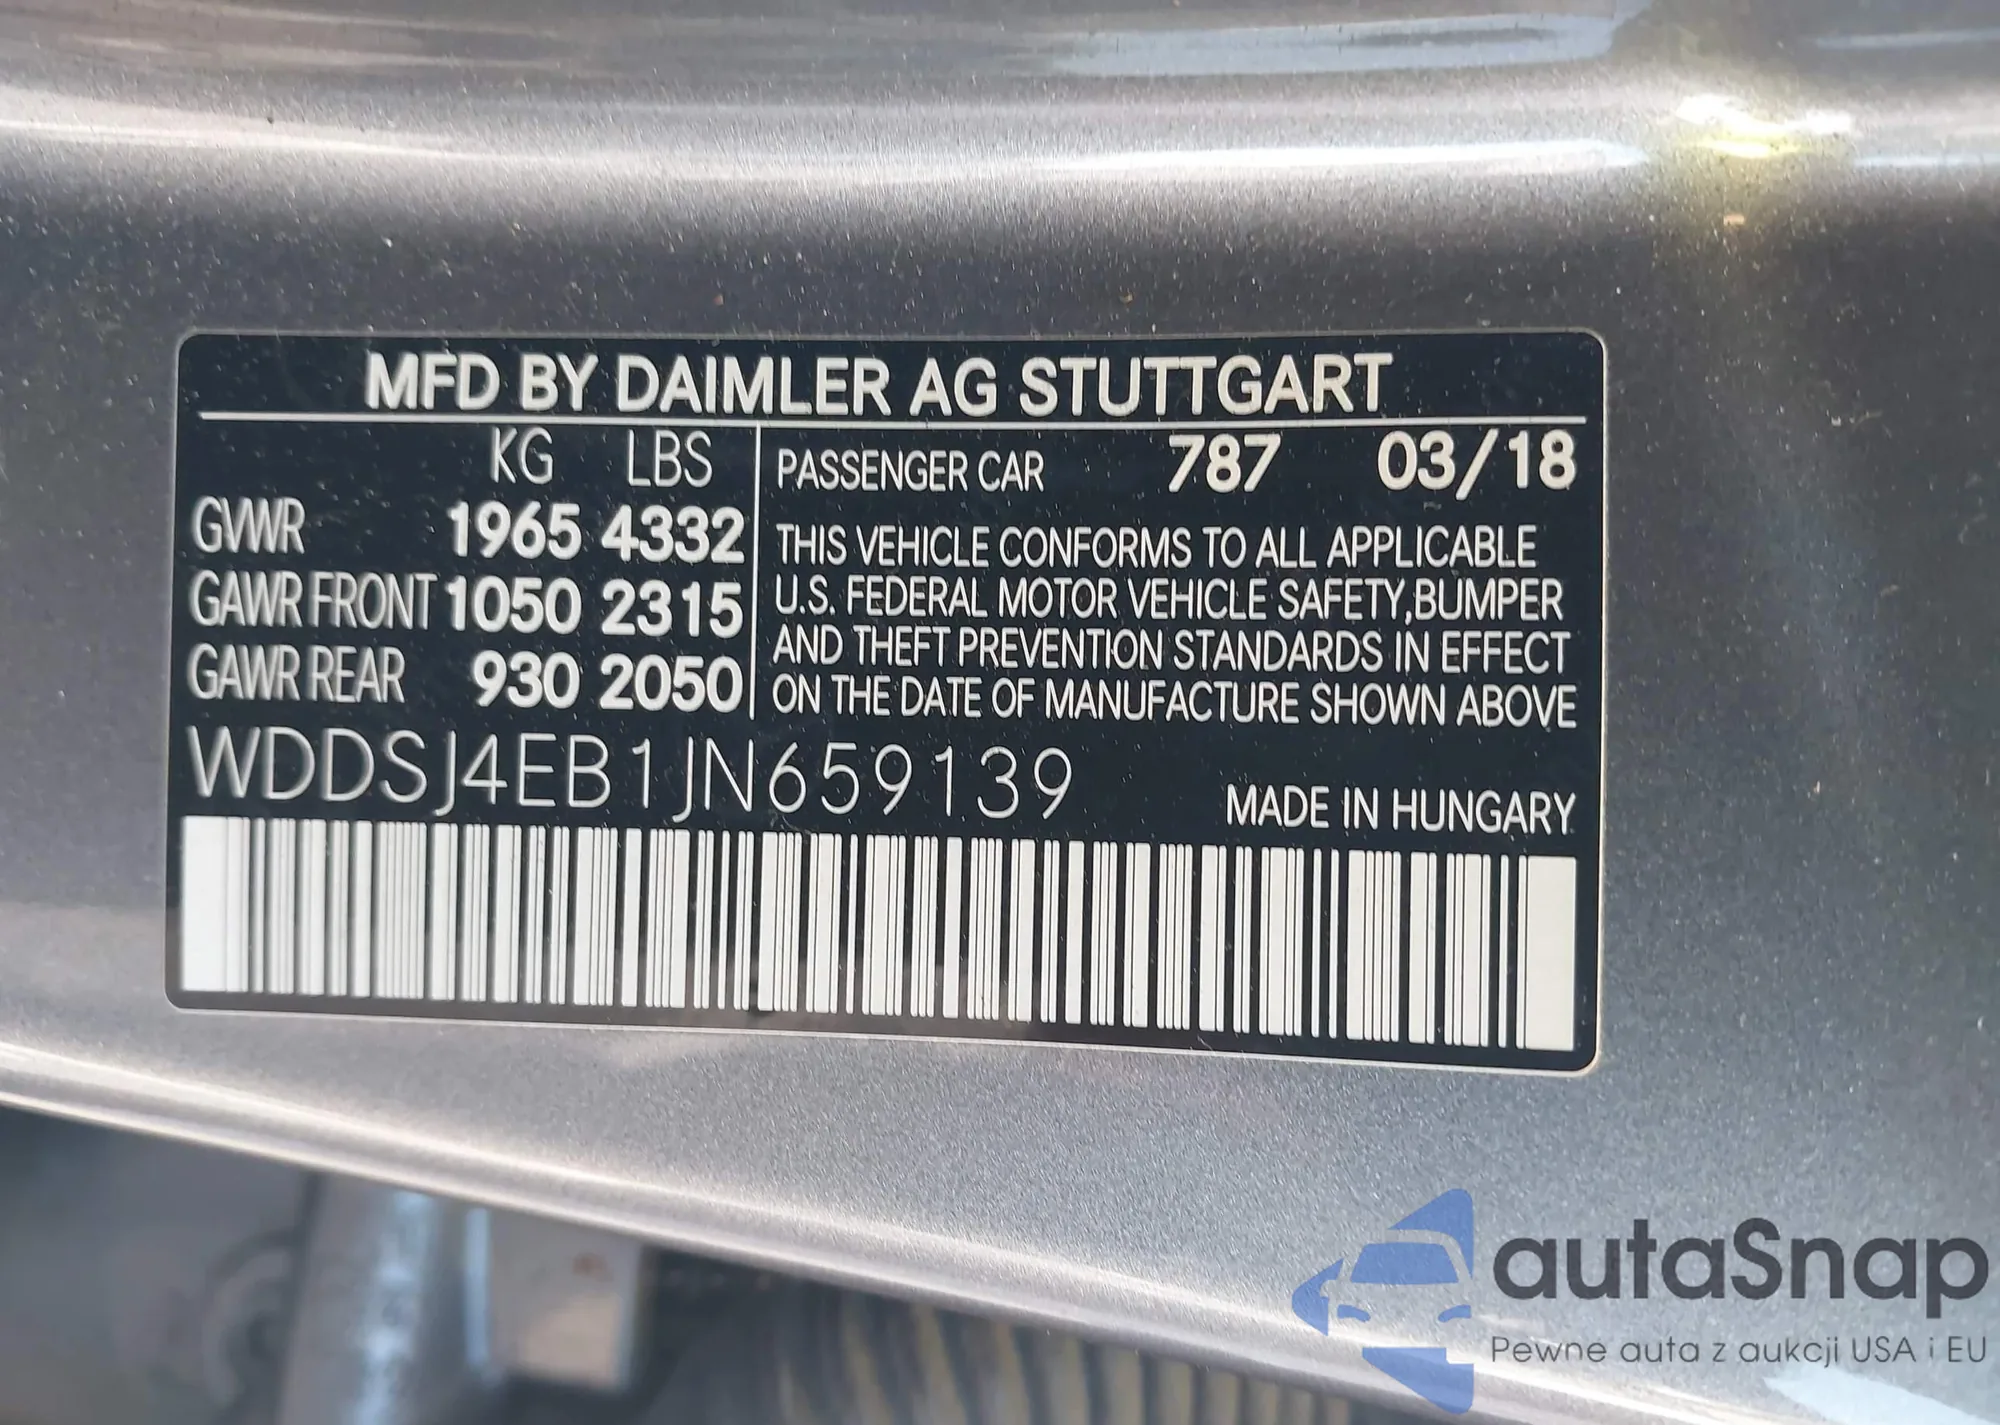 MFD BY DAIMLER AG STUTTGART
KG LBS
GVWR 1965 4332
GAWR FRONT 1050 2315
GAWR REAR 930 2050
PASSENGER CAR 787 03/18
THIS VEHICLE CONFORMS TO ALL APPLICABLE
U.S. FEDERAL MOTOR VEHICLE SAFETY,BUMPER
AND THEFT PREVENTION STANDARDS IN EFFECT
ON THE DATE OF MANUFACTURE SHOWN ABOVE
WDDSJ4EB1JN659139
MADE IN HUNGARY
autaSnap
Pewne auta z aukcji USA i EU